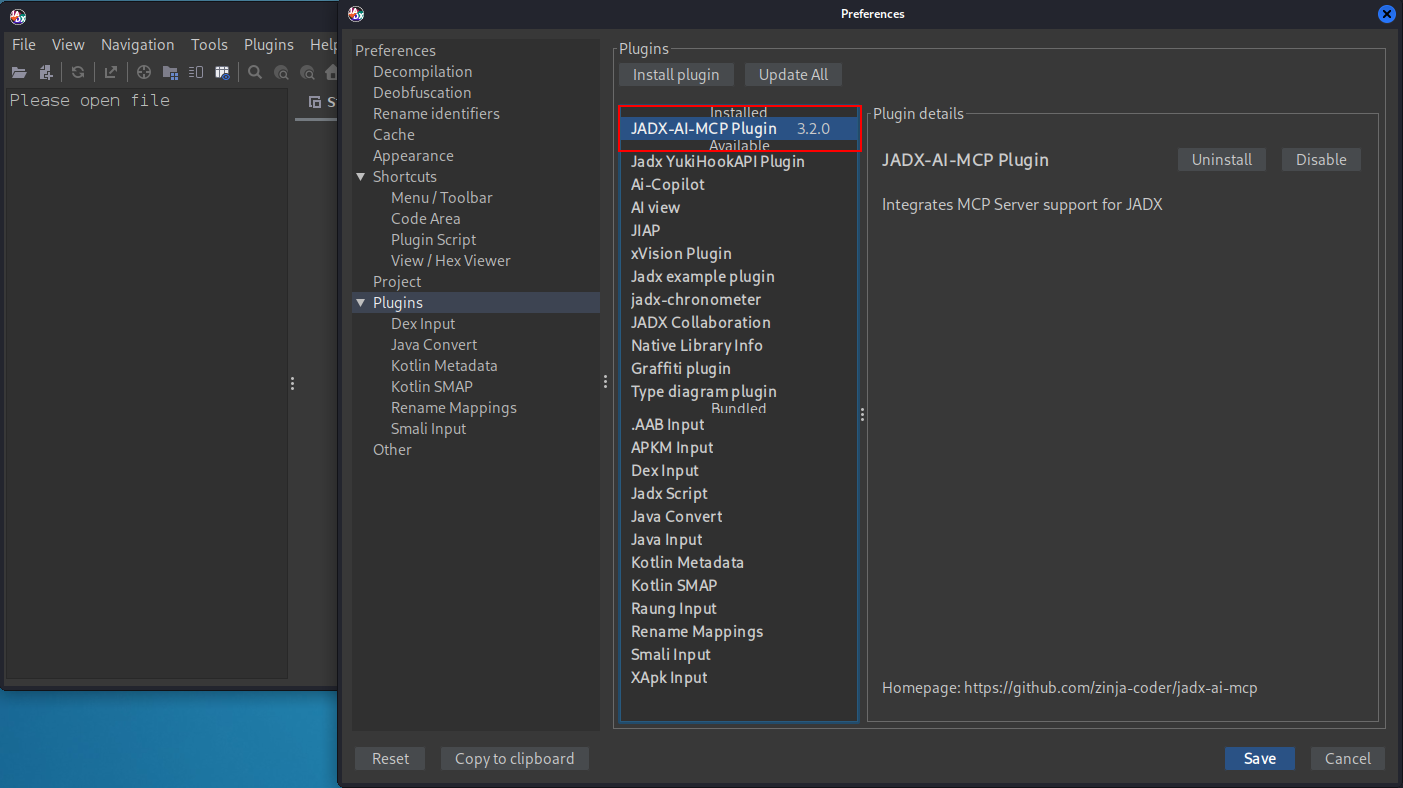 Preferences
File View Navigation Tools Plugins Help
Please open file
Preferences
Decompilation
Deobfuscation
Rename identifiers
Cache
Appearance
Shortcuts
Menu / Toolbar
Code Area
Plugin Script
View / Hex Viewer
Project
Plugins
Dex Input
Java Convert
Kotlin Metadata
Kotlin SMAP
Rename Mappings
Smali Input
Other
Plugins
Install plugin Update All
Installed
JADX-AI-MCP Plugin 3.2.0
Available
Jadx YukiHookAPI Plugin
Ai-Copilot
AI view
JIAP
xVision Plugin
Jadx example plugin
jadx-chronometer
JADX Collaboration
Native Library Info
Graffiti plugin
Type diagram plugin
Bundled
.AAB Input
APKM Input
Dex Input
Jadx Script
Java Convert
Java Input
Kotlin Metadata
Kotlin SMAP
Raung Input
Rename Mappings
Smali Input
XApk Input
Plugin details
JADX-AI-MCP Plugin Uninstall Disable
Integrates MCP Server support for JADX
Homepage: https://github.com/zinja-coder/jadx-ai-mcp
Reset Copy to clipboard Save Cancel